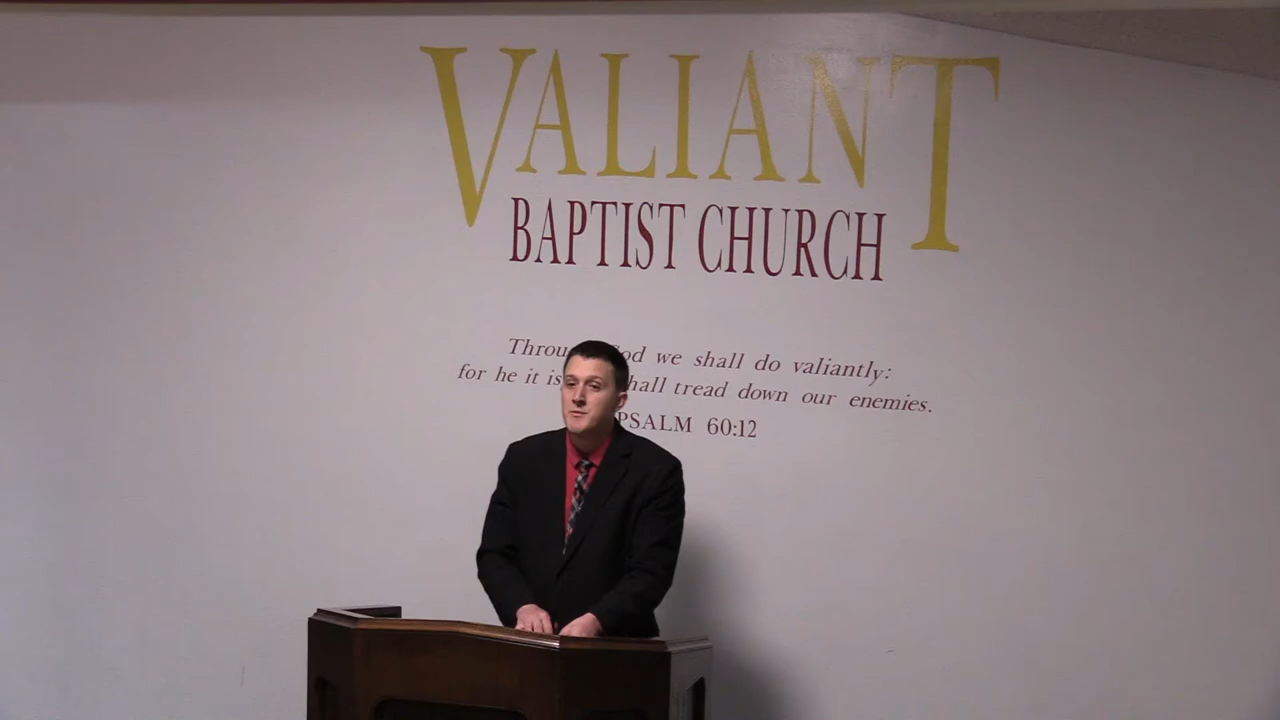 VALIANT
BAPTIST CHURCH
we shall do valiantly:
for he it is tread down our enemies.
PSALM 60:12